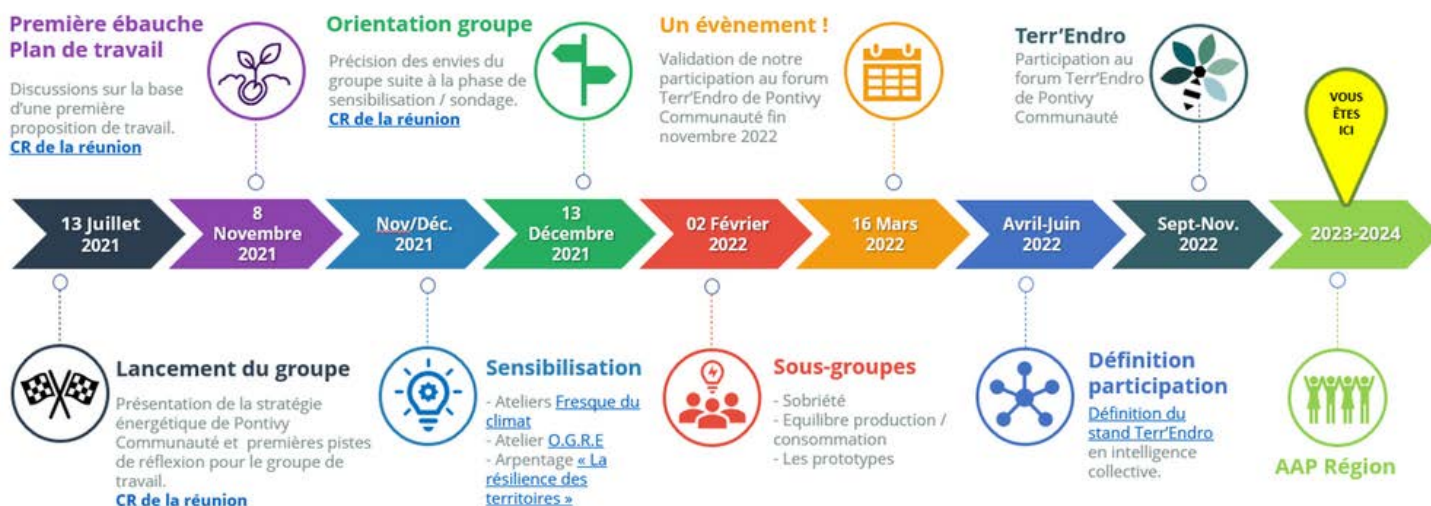 Première ébauche
Plan de travail
Discussions sur la base
d'une première
proposition de travail.
CR de la réunion
Orientation groupe
Précision des envies du
groupe suite à la phase de
sensibilisation / sondage.
CR de la réunion
Un évènement !
Validation de notre
participation au forum
Terr'Endro de Pontivy
Communauté fin
novembre 2022
Terr'Endro
Participation au
forum Terr'Endro
de Pontivy
Communauté
VOUS
ÊTES
ICI
13 Juillet
2021
8
Novembre
2021
Nov/Déc.
2021
13
Décembre
2021
02 Février
2022
16 Mars
2022
Avril-Juin
2022
Sept-Nov.
2022
2023-2024
Lancement du groupe
Présentation de la stratégie
énergétique de Pontivy
Communauté et premières pistes
de réflexion pour le groupe de
travail.
CR de la réunion
Sensibilisation
- Ateliers Fresque du
climat
- Atelier O.G.R.E
- Arpentage « La
résilience des
territoires »
Sous-groupes
- Sobriété
- Equilibre production /
consommation
- Les prototypes
Définition
participation
Définition du
stand Terr'Endro
en intelligence
collective.
AAP Région